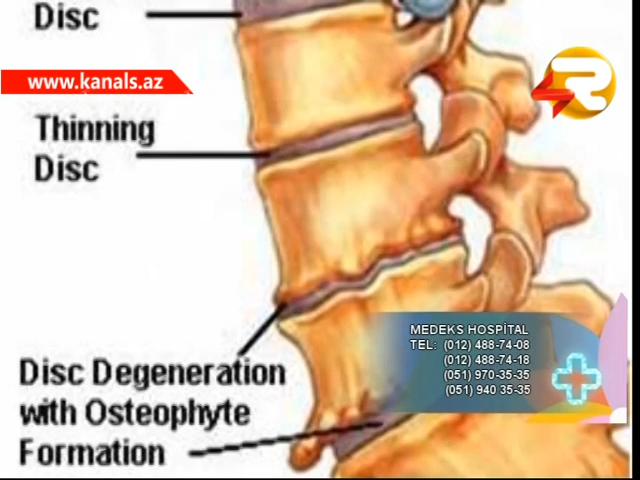 Disc
www.kanals.az
Thinning
Disc
MEDEKS HOSPİTAL
TEL: (012) 488-74-08
(012) 488-74-18
(051) 970-35-35
(051) 940 35-35
Disc Degeneration
with Osteophyte
Formation